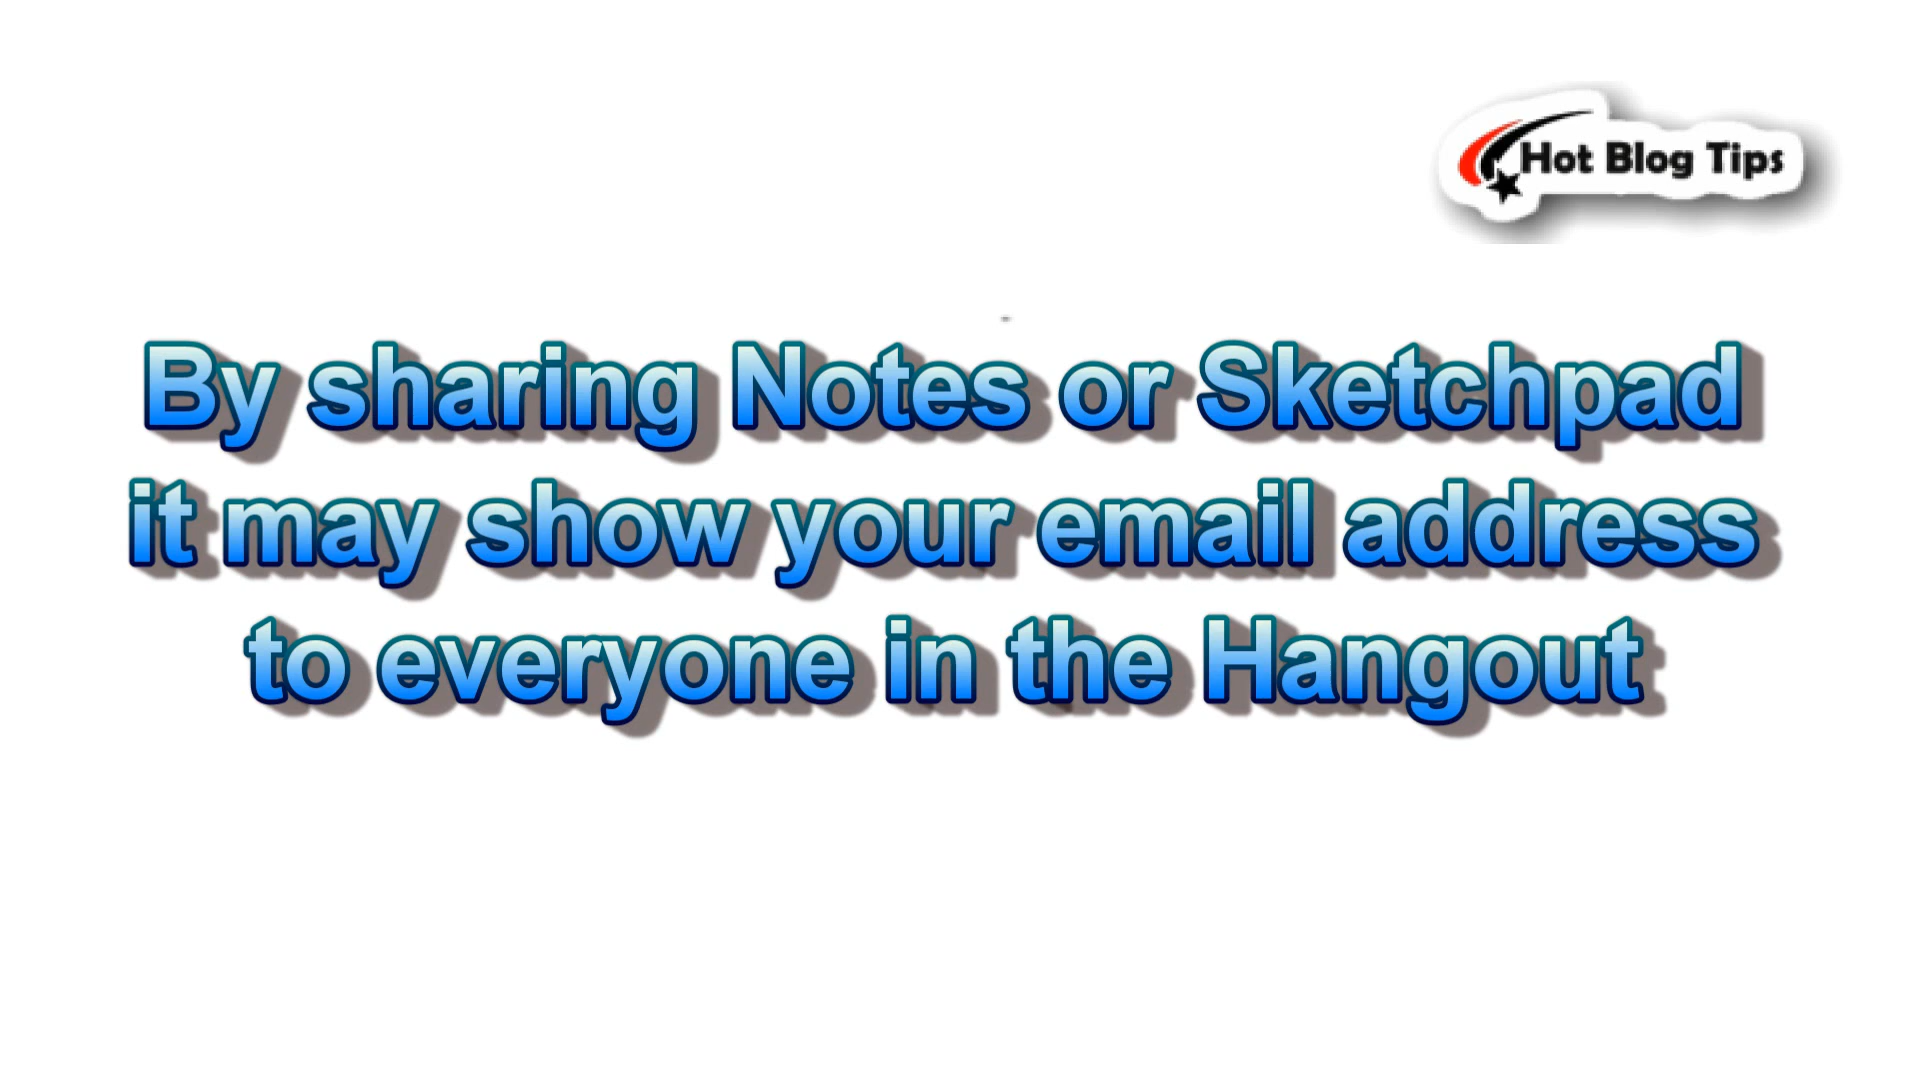 Hot Blog Tips
By sharing Notes or Sketchpad
it may show your email address
to everyone in the Hangout